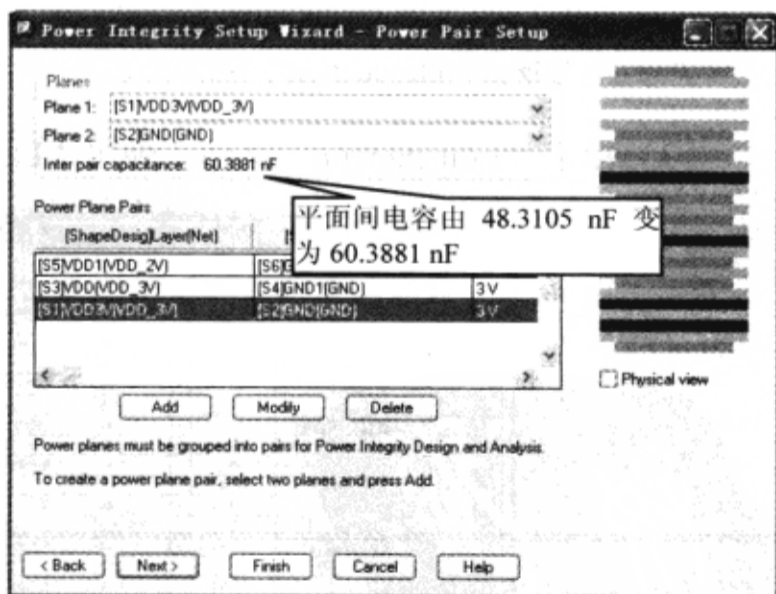 Power Integrity Setup Wizard - Power Pair Setup
Planes
Plane 1: [S1]VDD3V(VDD_3V)
Plane 2: [S2]GND(GND)
Inter pair capacitance: 60.3881 nF
平面间电容由 48.3105 nF 变
为 60.3881 nF
Power Plane Pairs
[ShapeDesig]Layer(Net)
[S5]VDD1(VDD_2V)
[S3]VDD(VDD_3V) [S4]GND1(GND) 3 V
[S1]VDD3V(VDD_3V) [S2]GND(GND) 3 V
Physical view
Add Modify Delete
Power planes must be grouped into pairs for Power Integrity Design and Analysis.
To create a power plane pair, select two planes and press Add.
< Back Next > Finish Cancel Help